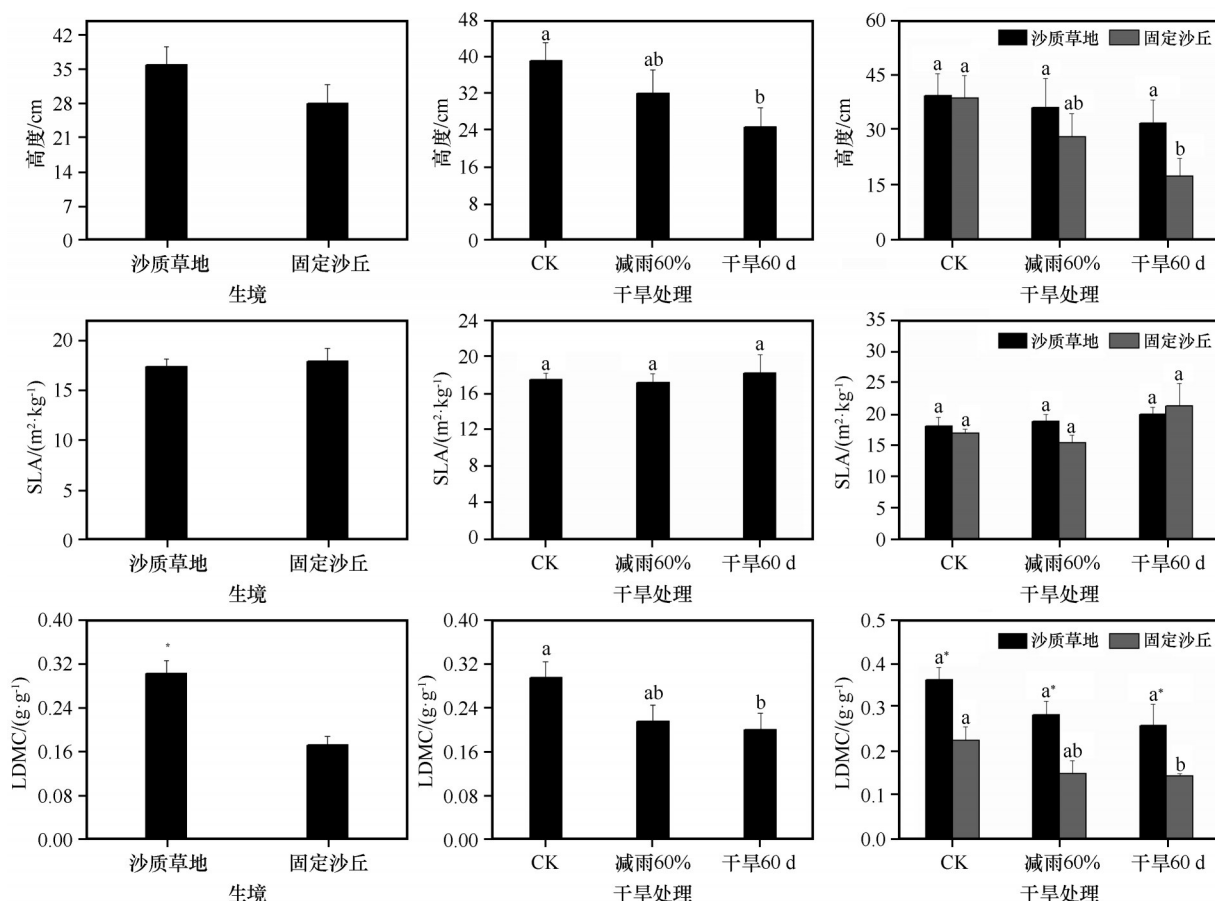 高度/cm
42
35
28
21
14
7
0
沙质草地 固定沙丘
生境
高度/cm
48
40
32
24
16
8
0
a ab b
CK 减雨60% 干旱60 d
干旱处理
高度/cm
60
45
30
15
0
沙质草地 固定沙丘
a a a ab a b
CK 减雨60% 干旱60 d
干旱处理
SLA/(m²·kg⁻¹)
20
15
10
5
0
沙质草地 固定沙丘
生境
SLA/(m²·kg⁻¹)
24
20
16
12
8
4
0
a a a
CK 减雨60% 干旱60 d
干旱处理
SLA/(m²·kg⁻¹)
35
30
25
20
15
10
5
0
沙质草地 固定沙丘
a a a a a a
CK 减雨60% 干旱60 d
干旱处理
LDMC/(g·g⁻¹)
0.40
0.32
0.24
0.16
0.08
0.00
*
沙质草地 固定沙丘
生境
LDMC/(g·g⁻¹)
0.40
0.32
0.24
0.16
0.08
0.00
a ab b
CK 减雨60% 干旱60 d
干旱处理
LDMC/(g·g⁻¹)
0.5
0.4
0.3
0.2
0.1
0.0
沙质草地 固定沙丘
a* a a* ab a* b
CK 减雨60% 干旱60 d
干旱处理